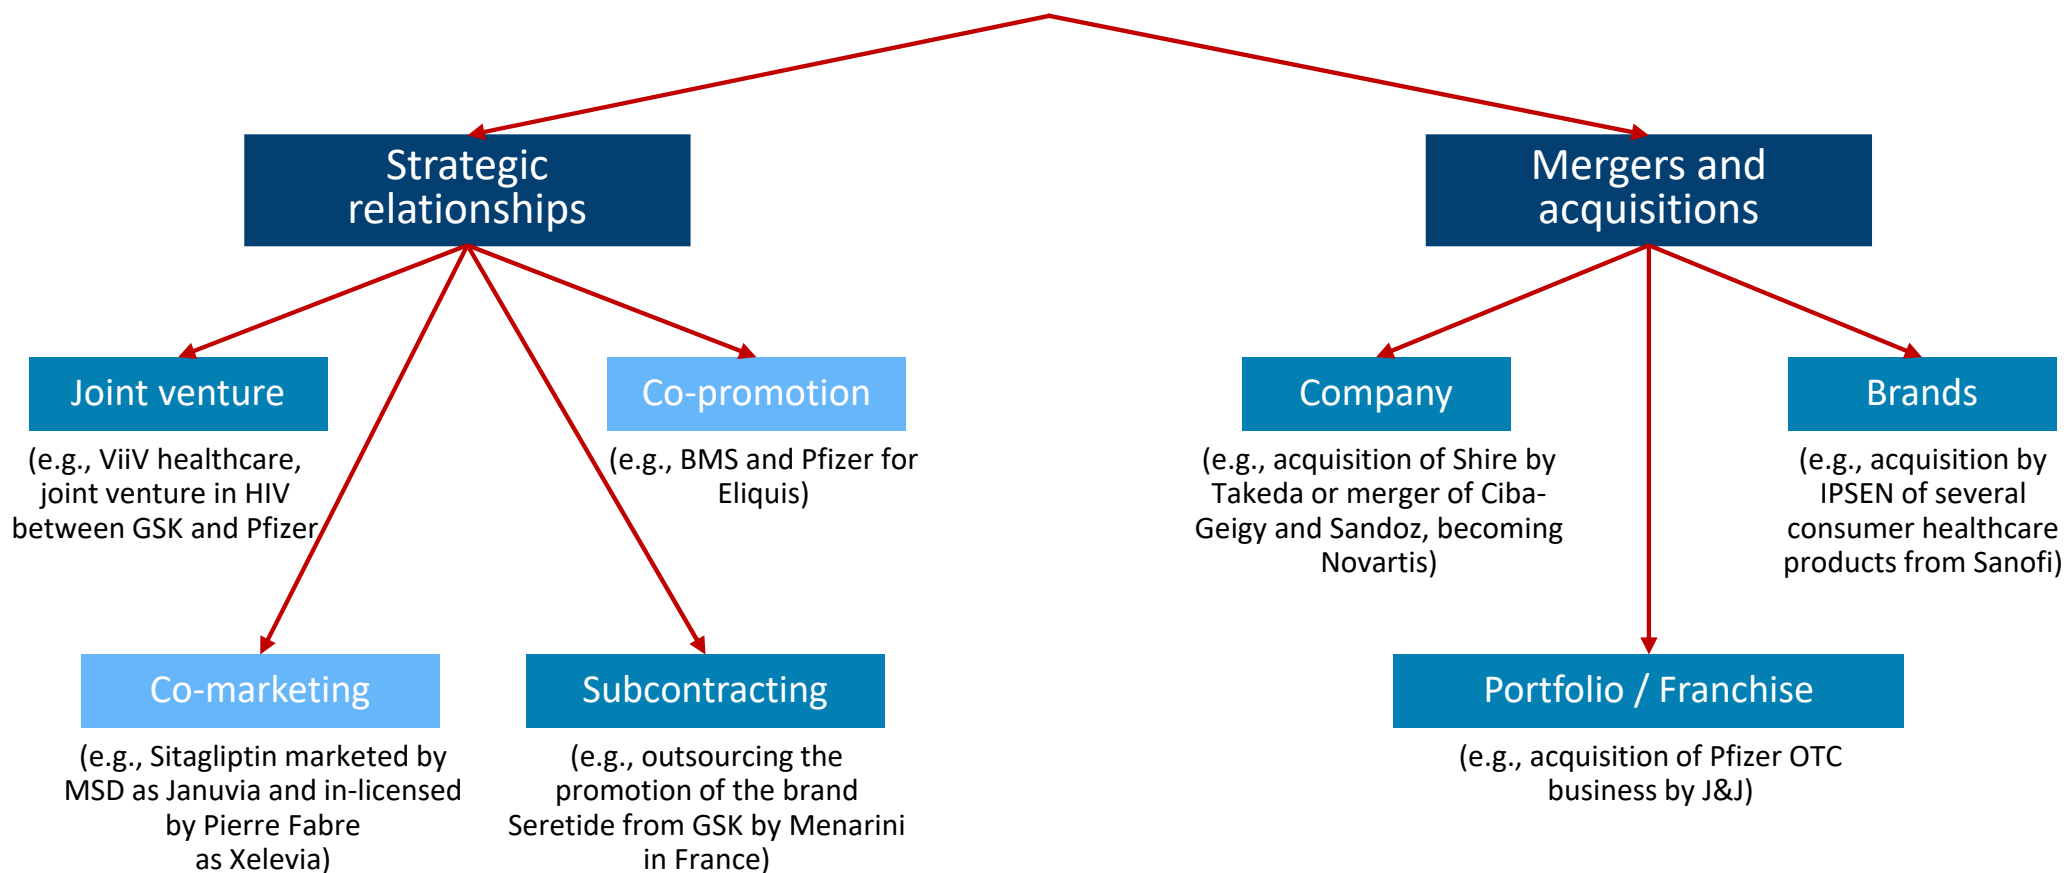 Strategic
relationships
Mergers and
acquisitions
Joint venture
(e.g., ViiV healthcare,
joint venture in HIV
between GSK and Pfizer
Co-promotion
(e.g., BMS and Pfizer for
Eliquis)
Company
(e.g., acquisition of Shire by
Takeda or merger of Ciba-
Geigy and Sandoz, becoming
Novartis)
Brands
(e.g., acquisition by
IPSEN of several
consumer healthcare
products from Sanofi)
Co-marketing
(e.g., Sitagliptin marketed by
MSD as Januvia and in-licensed
by Pierre Fabre
as Xelevia)
Subcontracting
(e.g., outsourcing the
promotion of the brand
Seretide from GSK by Menarini
in France)
Portfolio / Franchise
(e.g., acquisition of Pfizer OTC
business by J&J)